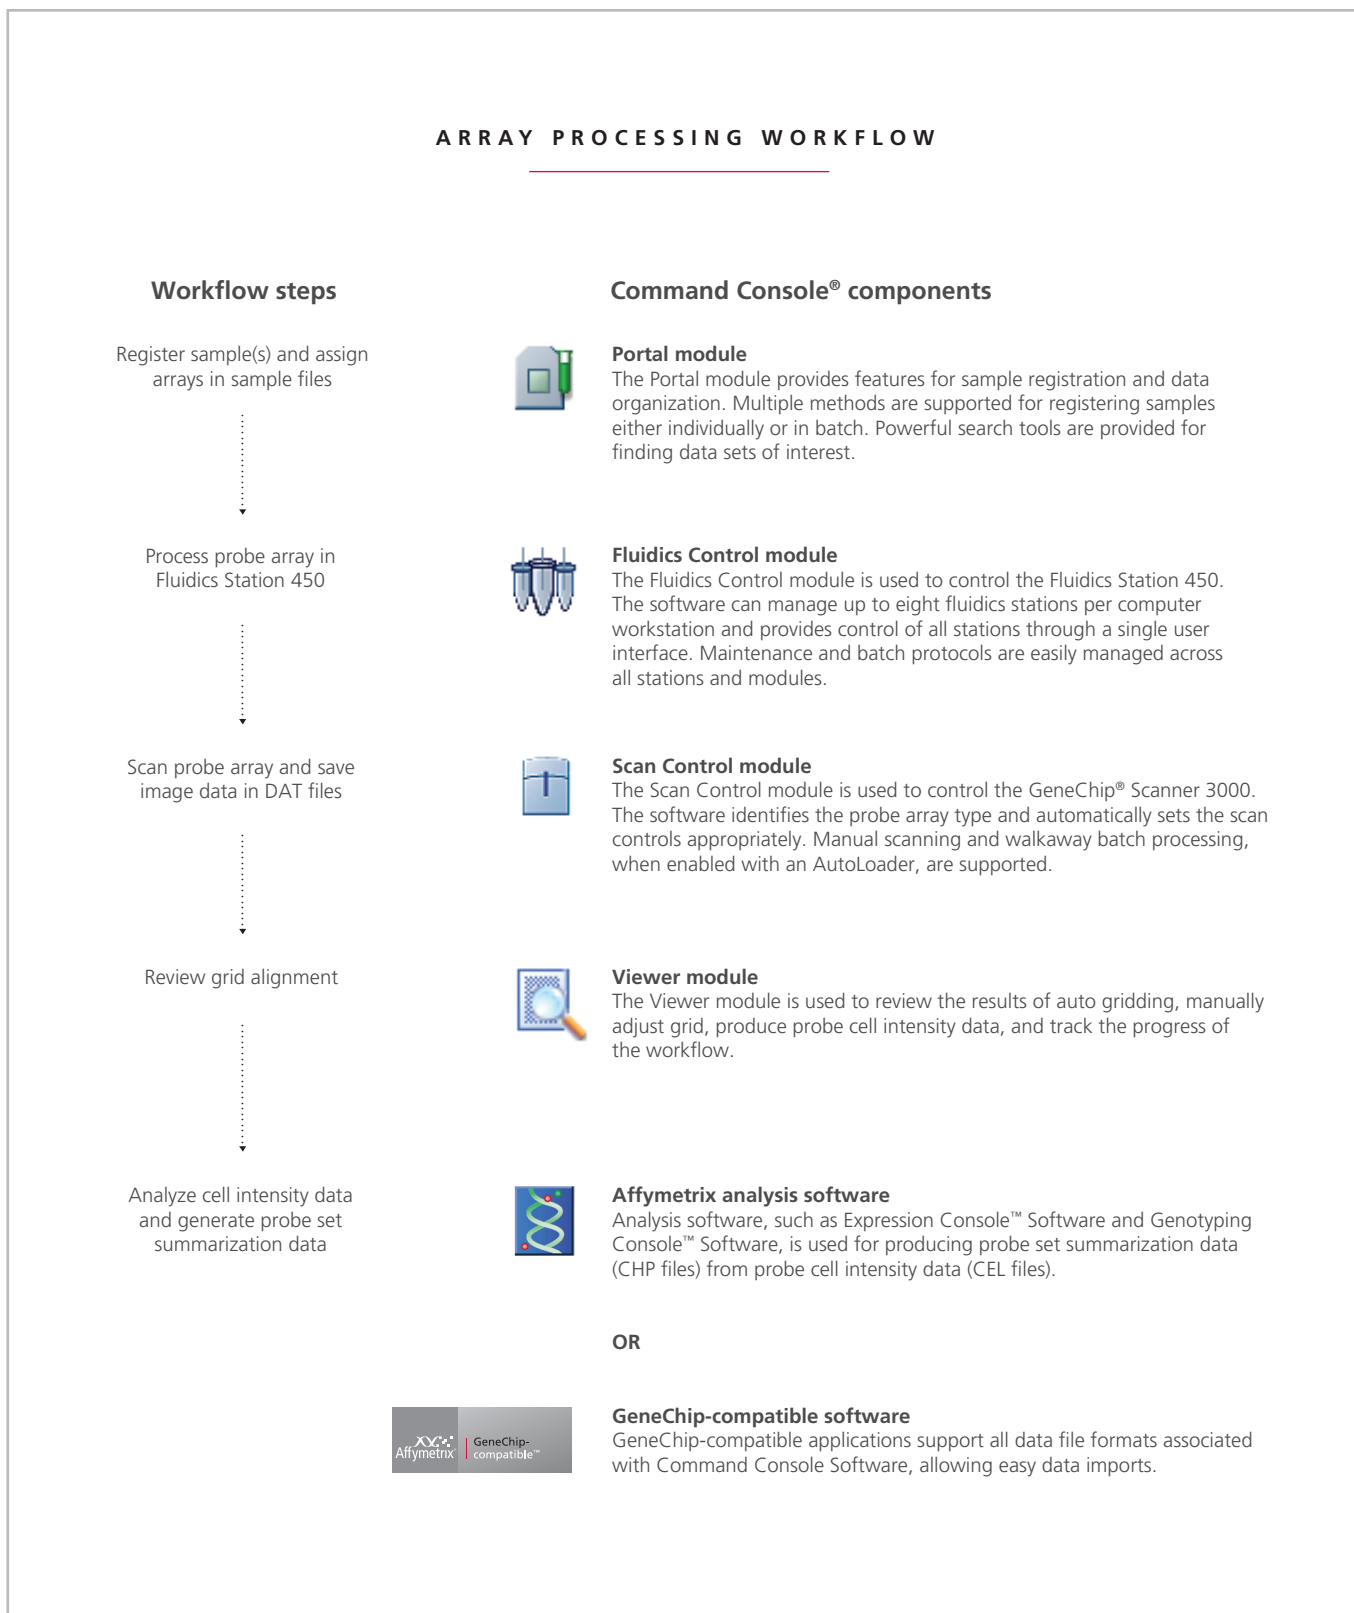 ARRAY PROCESSING WORKFLOW
Workflow steps
Command Console® components
Register sample(s) and assign
arrays in sample files
Portal module
The Portal module provides features for sample registration and data
organization. Multiple methods are supported for registering samples
either individually or in batch. Powerful search tools are provided for
finding data sets of interest.
Process probe array in
Fluidics Station 450
Fluidics Control module
The Fluidics Control module is used to control the Fluidics Station 450.
The software can manage up to eight fluidics stations per computer
workstation and provides control of all stations through a single user
interface. Maintenance and batch protocols are easily managed across
all stations and modules.
Scan probe array and save
image data in DAT files
Scan Control module
The Scan Control module is used to control the GeneChip® Scanner 3000.
The software identifies the probe array type and automatically sets the scan
controls appropriately. Manual scanning and walkaway batch processing,
when enabled with an AutoLoader, are supported.
Review grid alignment
Viewer module
The Viewer module is used to review the results of auto gridding, manually
adjust grid, produce probe cell intensity data, and track the progress of
the workflow.
Analyze cell intensity data
and generate probe set
summarization data
Affymetrix analysis software
Analysis software, such as Expression Console™ Software and Genotyping
Console™ Software, is used for producing probe set summarization data
(CHP files) from probe cell intensity data (CEL files).
OR
Affymetrix
GeneChip-
compatible™
GeneChip-compatible software
GeneChip-compatible applications support all data file formats associated
with Command Console Software, allowing easy data imports.